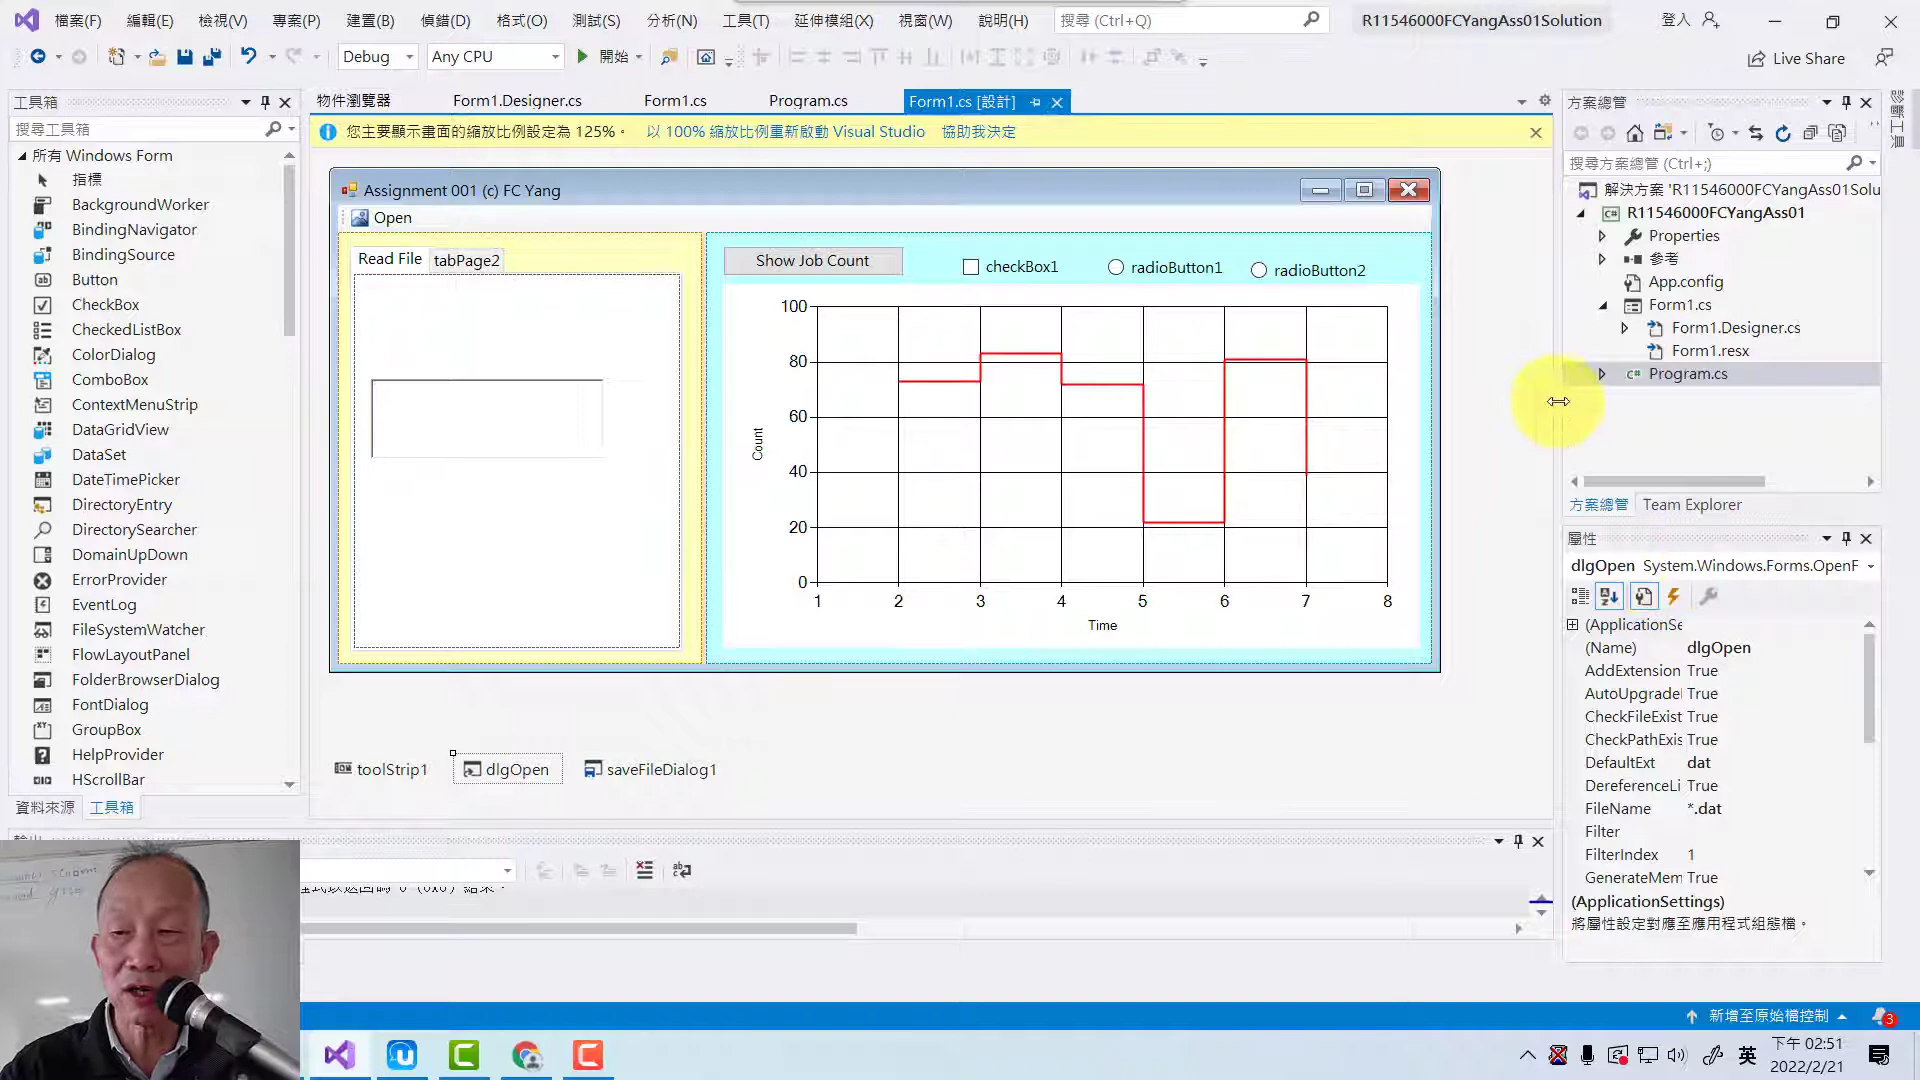 檔案(F) 編輯(E) 檢視(V) 專案(P) 建置(B) 偵錯(D) 格式(O) 測試(S) 分析(N) 工具(T) 延伸模組(X) 視窗(W) 說明(H) 搜尋 (Ctrl+Q) R11546000FCYangAss01Solution 登入
Debug Any CPU 開始 Live Share
工具箱
搜尋工具箱
所有 Windows Form
指標
BackgroundWorker
BindingNavigator
BindingSource
Button
CheckBox
CheckedListBox
ColorDialog
ComboBox
ContextMenuStrip
DataGridView
DataSet
DateTimePicker
DirectoryEntry
DirectorySearcher
DomainUpDown
ErrorProvider
EventLog
FileSystemWatcher
FlowLayoutPanel
FolderBrowserDialog
FontDialog
GroupBox
HelpProvider
HScrollBar
資料來源 工具箱
物件瀏覽器 Form1.Designer.cs Form1.cs Program.cs Form1.cs [設計]
您主要顯示畫面的縮放比例設定為 125%。 以 100% 縮放比例重新啟動 Visual Studio 協助我決定
Assignment 001 (c) FC Yang
Open
Read File tabPage2
Show Job Count checkBox1 radioButton1 radioButton2
100
80
60
40
20
0
Count
1 2 3 4 5 6 7 8
Time
toolStrip1 dlgOpen saveFileDialog1
方案總管
搜尋方案總管 (Ctrl+;)
解決方案 'R11546000FCYangAss01Solu
R11546000FCYangAss01
Properties
參考
App.config
Form1.cs
Form1.Designer.cs
Form1.resx
Program.cs
方案總管 Team Explorer
屬性
dlgOpen System.Windows.Forms.OpenF
(ApplicationSe
(Name) dlgOpen
AddExtension True
AutoUpgradeI True
CheckFileExist True
CheckPathExis True
DefaultExt dat
DereferenceLi True
FileName *.dat
Filter
FilterIndex 1
GenerateMem True
(ApplicationSettings)
將屬性設定對應至應用程式組態檔。
新增至原始檔控制 3
英 下午 02:51
2022/2/21